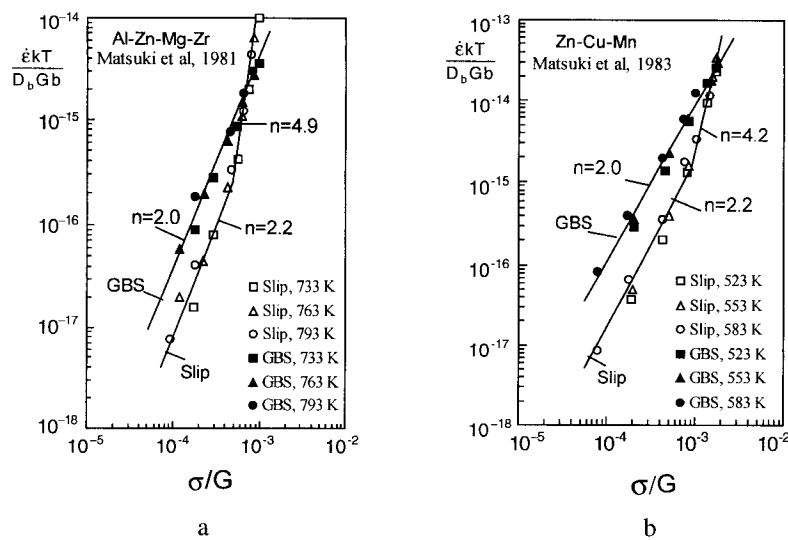 10⁻¹⁴
10⁻¹⁵
10⁻¹⁶
10⁻¹⁷
10⁻¹⁸
ε̇kT
D_bGb
Al-Zn-Mg-Zr
Matsuki et al, 1981
n=4.9
n=2.0
n=2.2
GBS
Slip
□ Slip, 733 K
△ Slip, 763 K
○ Slip, 793 K
■ GBS, 733 K
▲ GBS, 763 K
● GBS, 793 K
10⁻⁵ 10⁻⁴ 10⁻³ 10⁻²
σ/G
a
10⁻¹³
10⁻¹⁴
10⁻¹⁵
10⁻¹⁶
10⁻¹⁷
10⁻¹⁸
ε̇kT
D_bGb
Zn-Cu-Mn
Matsuki et al, 1983
n=4.2
n=2.0
n=2.2
GBS
Slip
□ Slip, 523 K
△ Slip, 553 K
○ Slip, 583 K
■ GBS, 523 K
▲ GBS, 553 K
● GBS, 583 K
10⁻⁵ 10⁻⁴ 10⁻³ 10⁻²
σ/G
b